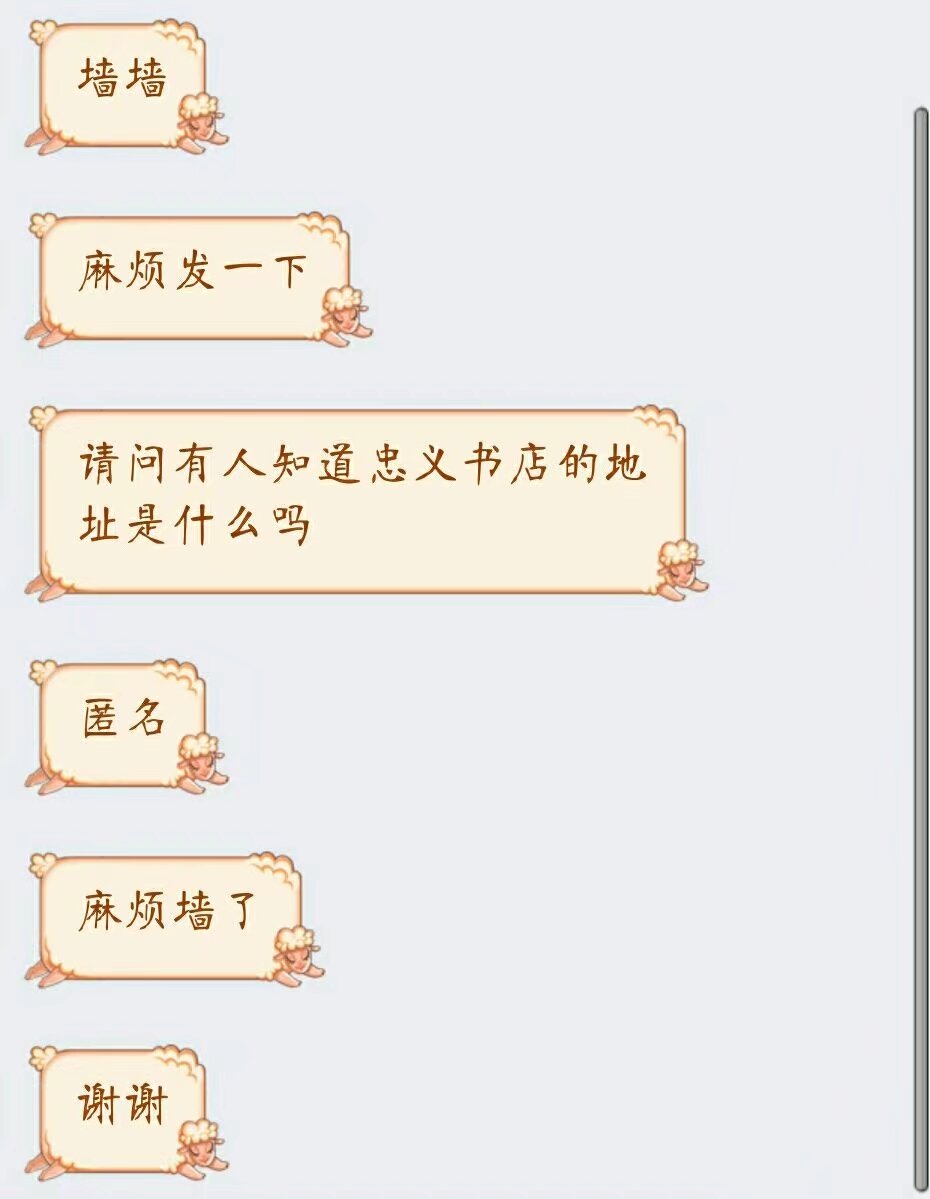 墙墙
麻烦发一下
请问有人知道忠义书店的地
址是什么吗
匿名
麻烦墙了
谢谢